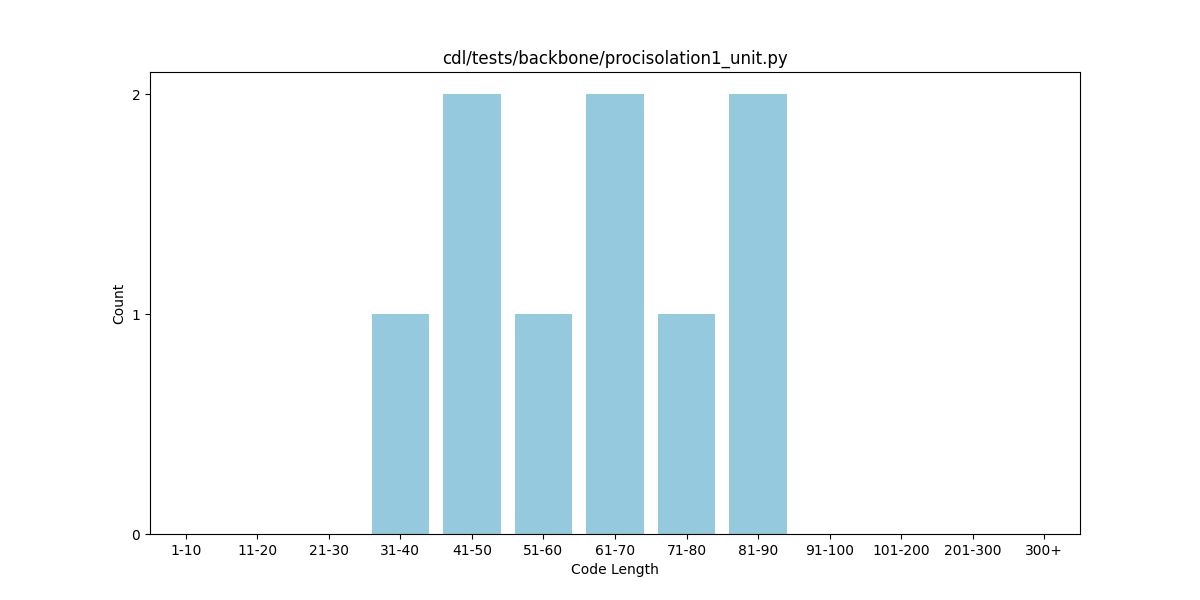 cdl/tests/backbone/procisolation1_unit.py
2
1
0
Count
1-10 11-20 21-30 31-40 41-50 51-60 61-70 71-80 81-90 91-100 101-200 201-300 300+
Code Length